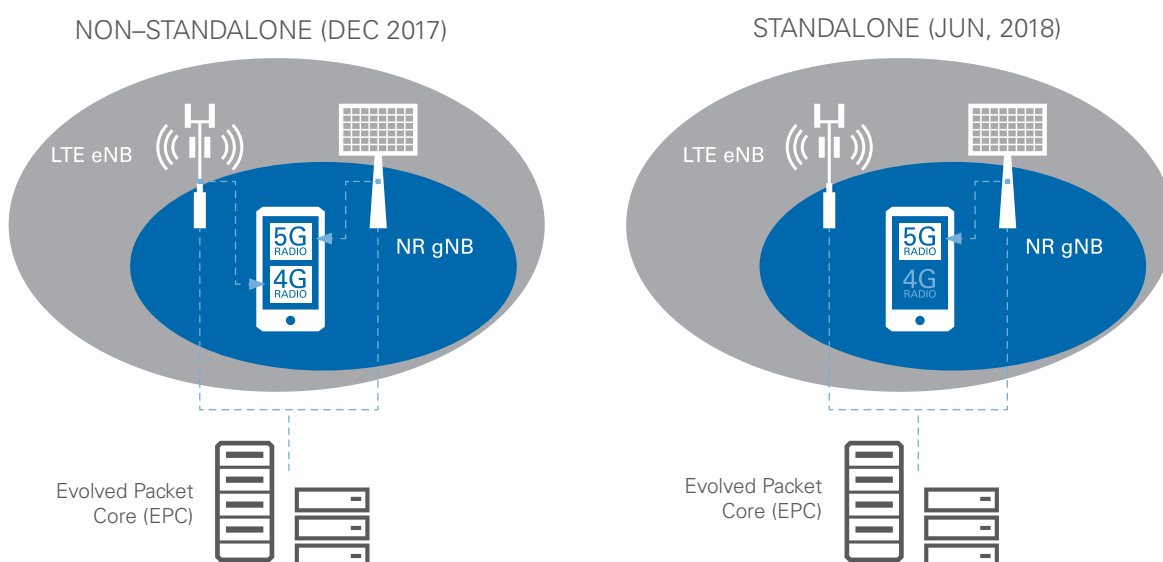 NON–STANDALONE (DEC 2017)
LTE eNB
NR gNB
5G
RADIO
4G
RADIO
Evolved Packet
Core (EPC)
STANDALONE (JUN, 2018)
LTE eNB
NR gNB
5G
RADIO
4G
RADIO
Evolved Packet
Core (EPC)